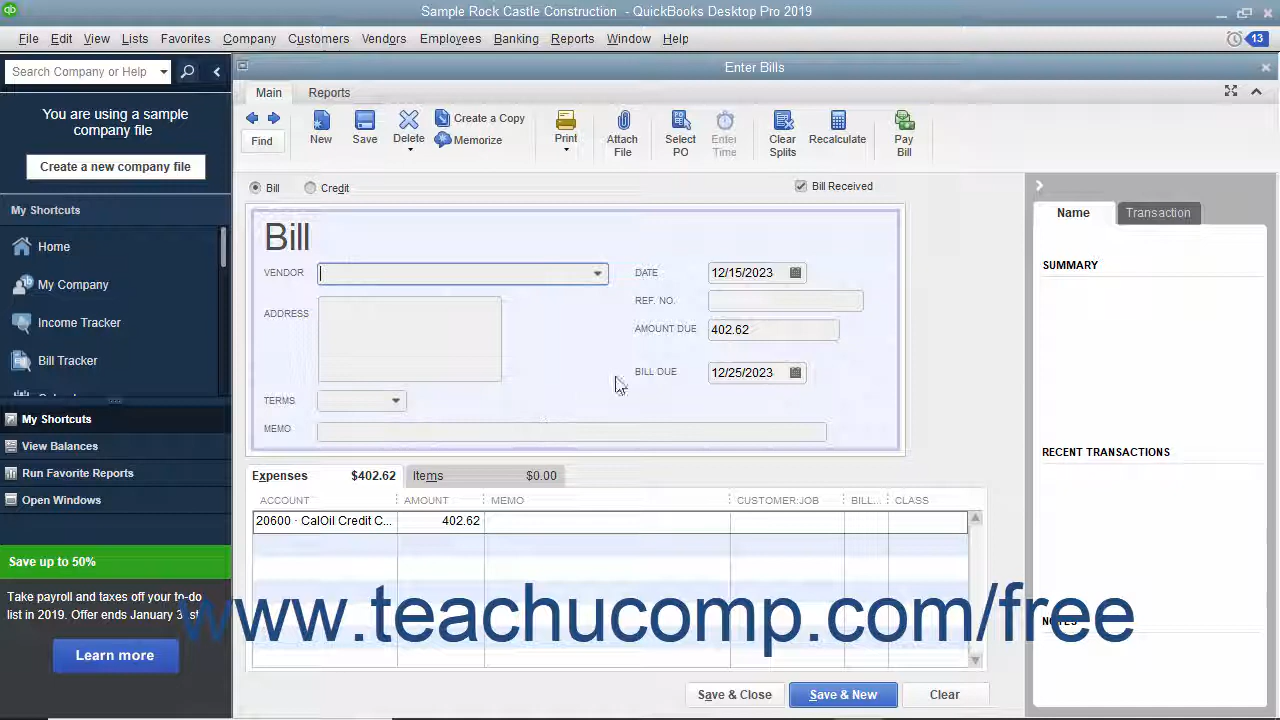 Sample Rock Castle Construction - QuickBooks Desktop Pro 2019
File Edit View Lists Favorites Company Customers Vendors Employees Banking Reports Window Help
13
Search Company or Help
Enter Bills
Main Reports
You are using a sample
company file
Create a new company file
Find
New
Save
Delete
Create a Copy
Memorize
Print
Attach
File
Select
PO
Enter
Time
Clear
Splits
Recalculate
Pay
Bill
Bill Credit
Bill Received
My Shortcuts
Home
My Company
Income Tracker
Bill Tracker
My Shortcuts
View Balances
Run Favorite Reports
Open Windows
Save up to 50%
Take payroll and taxes off your to-do
list in 2019. Offer ends January 31st
Learn more
Bill
VENDOR
ADDRESS
TERMS
MEMO
DATE 12/15/2023
REF. NO.
AMOUNT DUE 402.62
BILL DUE 12/25/2023
Expenses $402.62 Items $0.00
ACCOUNT AMOUNT MEMO CUSTOMER:JOB BILL... CLASS
20600 · CalOil Credit C... 402.62
Save & Close Save & New Clear
Name Transaction
SUMMARY
RECENT TRANSACTIONS
NOTES
www.teachucomp.com/free